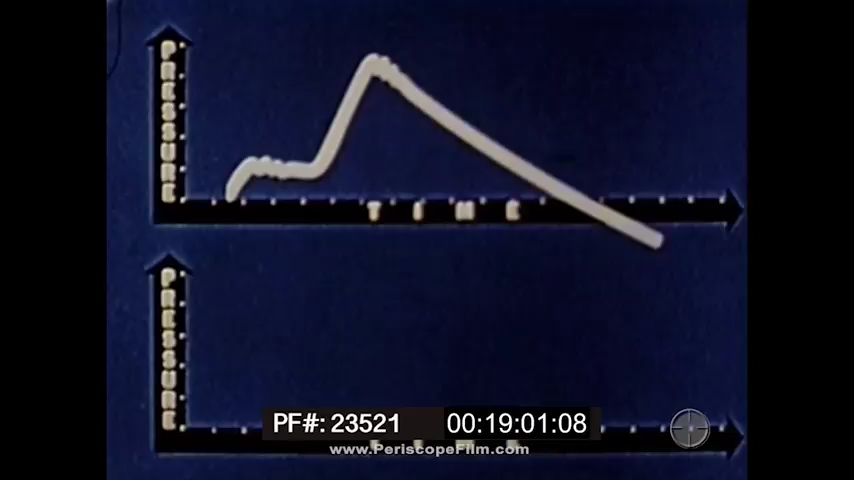 PRESSURE
TIME
PRESSURE
PF#: 23521 00:19:01:08
www.PeriscopeFilm.com